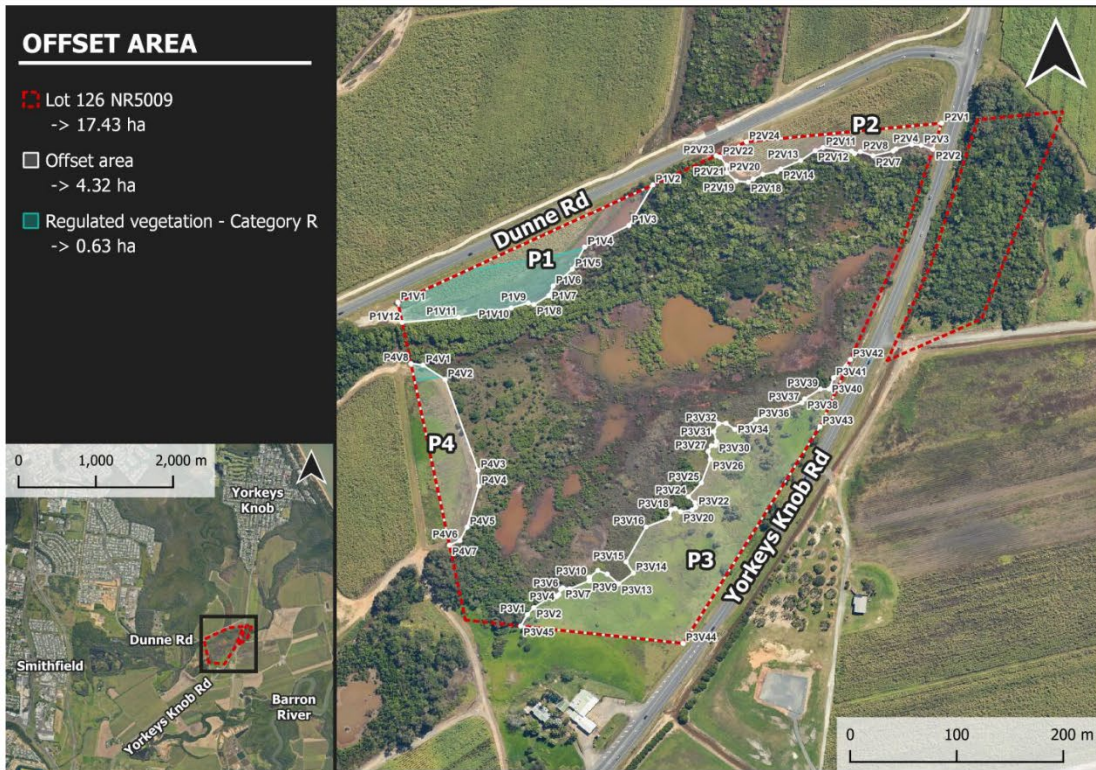 OFFSET AREA
Lot 126 NR5009
-> 17.43 ha
Offset area
-> 4.32 ha
Regulated vegetation - Category R
-> 0.63 ha
0 1,000 2,000 m
Yorkeys
Knob
Dunne Rd
Smithfield
Yorkeys Knob Rd
Barron
River
P2V1
P2V24
P2
P2V11
P2V4
P2V3
P2V23
P2V22
P2V8
P2V2
P2V13
P2V12
P2V7
P2V21
P2V20
P2V14
P2V19
P2V18
P1V2
Dunne Rd
P1V3
P1V4
P1
P1V5
P1V6
P1V1
P1V9
P1V7
P1V12
P1V11
P1V10
P1V8
P4V8
P4V1
P4V2
P3V42
P3V41
P3V39
P3V40
P3V37
P3V38
P3V36
P3V32
P3V43
P3V34
P3V31
P4
P3V27
P3V30
P4V3
P3V26
P4V4
P3V25
P3V24
P3V18
P3V22
P3V20
P4V5
P3V16
P4V6
P4V7
Yorkeys Knob Rd
P3V15
P3
P3V14
P3V10
P3V6
P3V9
P3V13
P3V4
P3V7
P3V1
P3V2
P3V45
P3V44
0 100 200 m